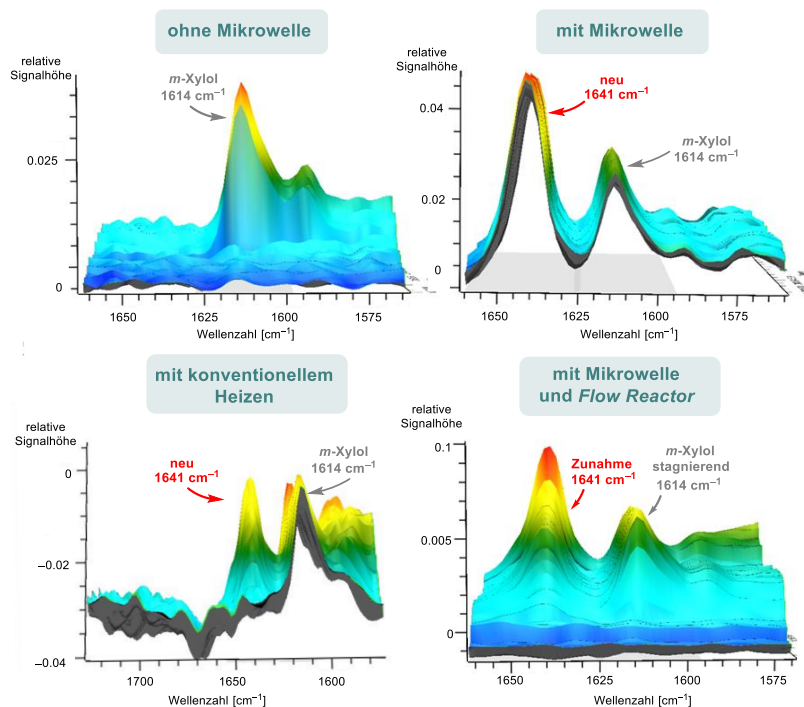 ohne Mikrowelle
relative
Signalhöhe
m-Xylol
1614 cm⁻¹
0.025
0
1650
1625
1600
1575
Wellenzahl [cm⁻¹]
mit Mikrowelle
relative
Signalhöhe
neu
1641 cm⁻¹
m-Xylol
1614 cm⁻¹
0.04
0.02
0
1650
1625
1600
1575
Wellenzahl [cm⁻¹]
mit konventionellem
Heizen
relative
Signalhöhe
neu
1641 cm⁻¹
m-Xylol
1614 cm⁻¹
0
–0.02
–0.04
1700
1650
1600
Wellenzahl [cm⁻¹]
mit Mikrowelle
und Flow Reactor
relative
Signalhöhe
Zunahme
1641 cm⁻¹
m-Xylol
stagnierend
1614 cm⁻¹
0.1
0.005
0
1650
1625
1600
1575
Wellenzahl [cm⁻¹]